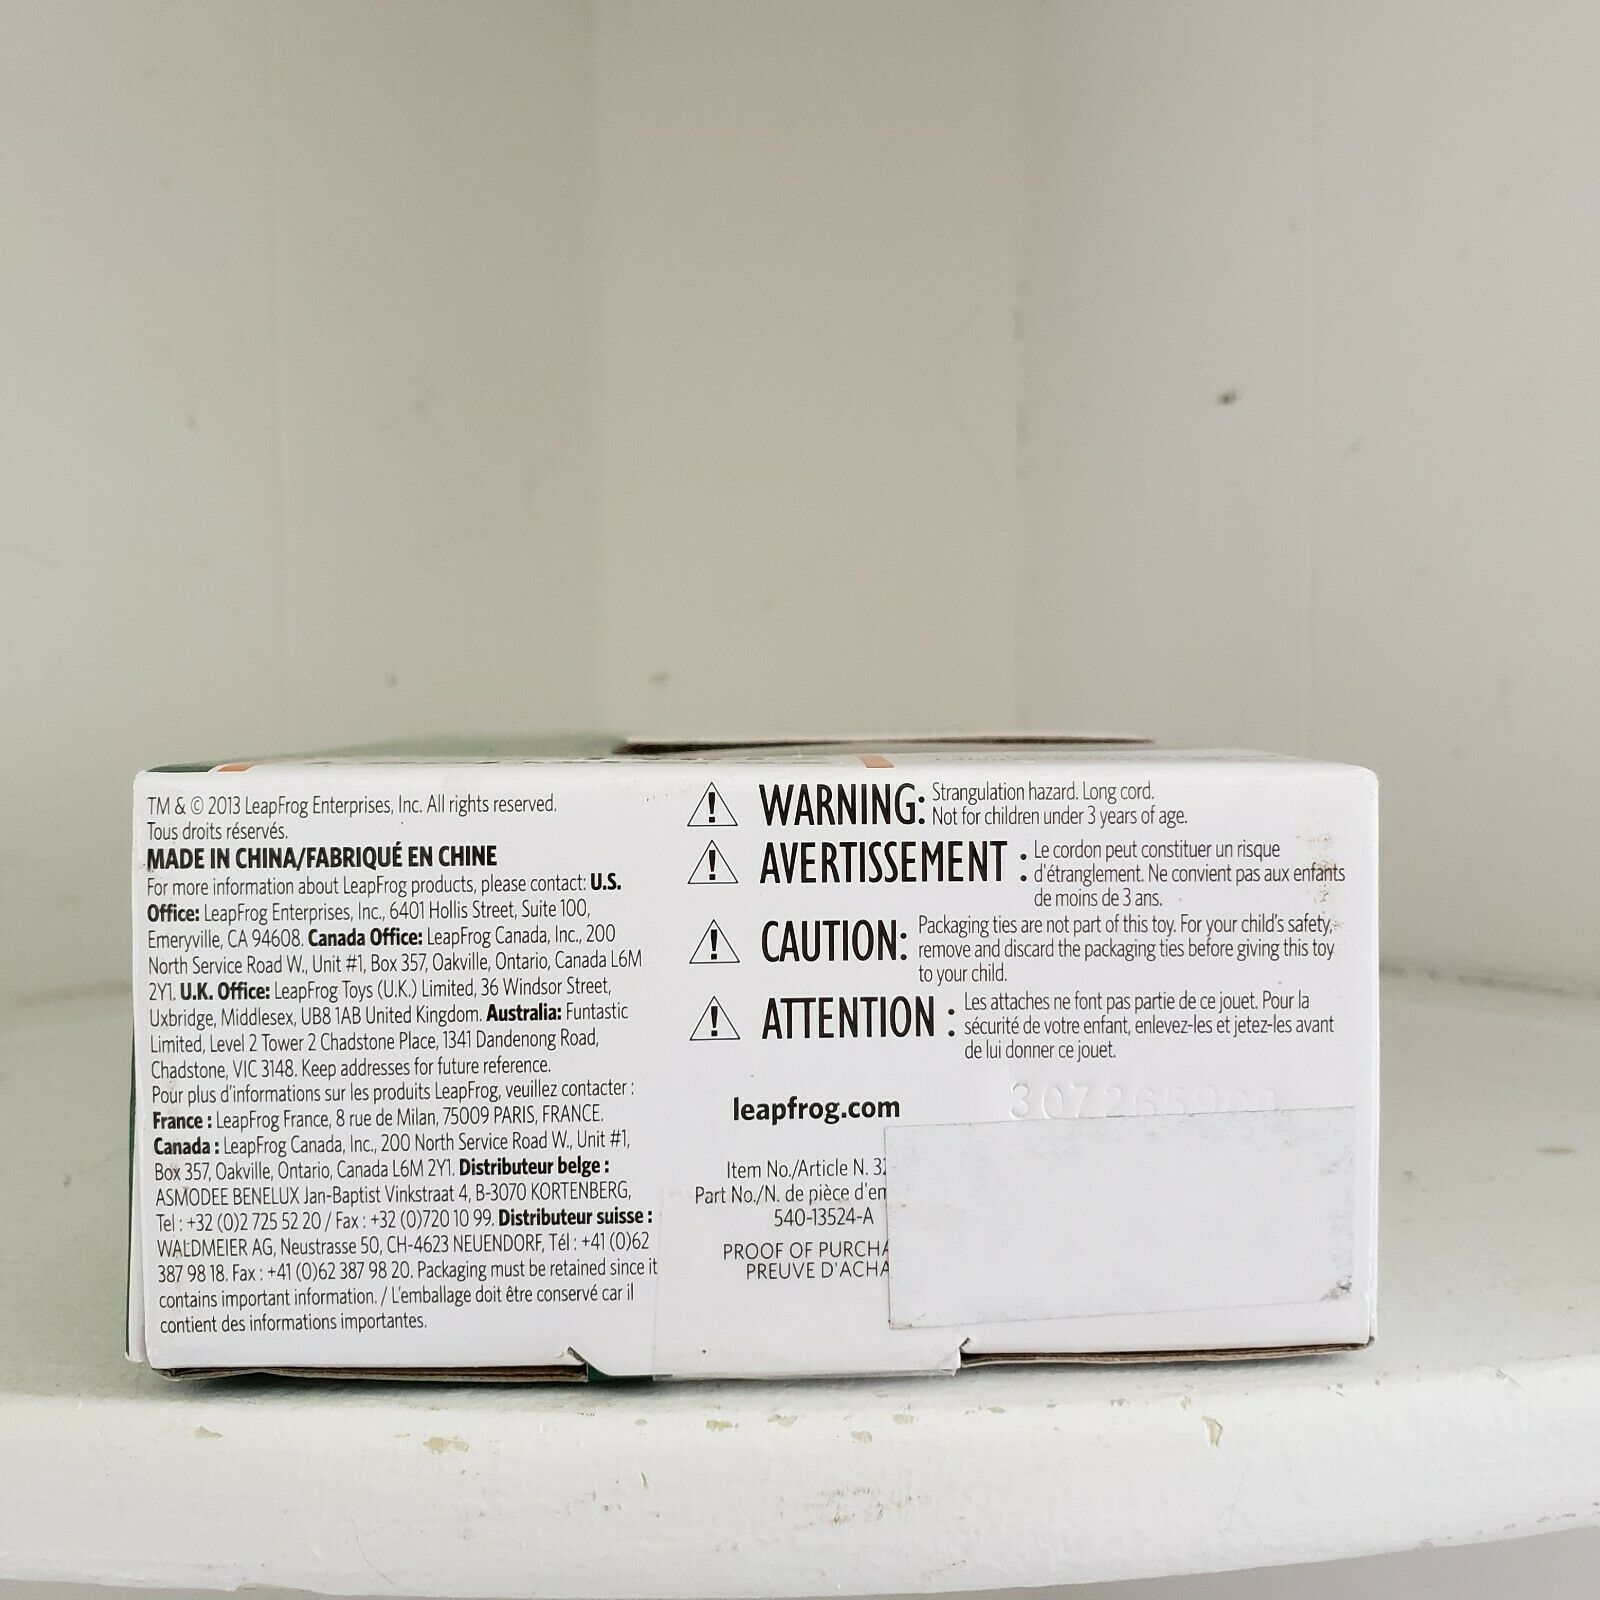 TM & © 2013 LeapFrog Enterprises, Inc. All rights reserved.
Tous droits réservés.
MADE IN CHINA/FABRIQUÉ EN CHINE
For more information about LeapFrog products, please contact: U.S.
Office: LeapFrog Enterprises, Inc., 6401 Hollis Street, Suite 100,
Emeryville, CA 94608. Canada Office: LeapFrog Canada, Inc., 200
North Service Road W., Unit #1, Box 357, Oakville, Ontario, Canada L6M
2Y1. U.K. Office: LeapFrog Toys (U.K.) Limited, 36 Windsor Street,
Uxbridge, Middlesex, UB8 1AB United Kingdom. Australia: Funtastic
Limited, Level 2 Tower 2 Chadstone Place, 1341 Dandenong Road,
Chadstone, VIC 3148. Keep addresses for future reference.
Pour plus d'informations sur les produits LeapFrog, veuillez contacter :
France : LeapFrog France, 8 rue de Milan, 75009 PARIS, FRANCE.
Canada : LeapFrog Canada, Inc., 200 North Service Road W., Unit #1,
Box 357, Oakville, Ontario, Canada L6M 2Y1. Distributeur belge :
ASMODEE BENELUX Jan-Baptist Vinkstraat 4, B-3070 KORTENBERG,
Tel : +32 (0)2 725 52 20 / Fax : +32 (0)720 10 99. Distributeur suisse :
WALDMEIER AG, Neustrasse 50, CH-4623 NEUENDORF, Tél : +41 (0)62
387 98 18. Fax : +41 (0)62 387 98 20. Packaging must be retained since it
contains important information. / L'emballage doit être conservé car il
contient des informations importantes.
WARNING: Strangulation hazard. Long cord.
Not for children under 3 years of age.
AVERTISSEMENT : Le cordon peut constituer un risque
d'étranglement. Ne convient pas aux enfants
de moins de 3 ans.
CAUTION: Packaging ties are not part of this toy. For your child's safety,
remove and discard the packaging ties before giving this toy
to your child.
ATTENTION : Les attaches ne font pas partie de ce jouet. Pour la
sécurité de votre enfant, enlevez-les et jetez-les avant
de lui donner ce jouet.
leapfrog.com
Item No./Article N. 32
Part No./N. de pièce d'em
540-13524-A
PROOF OF PURCHA
PREUVE D'ACHA